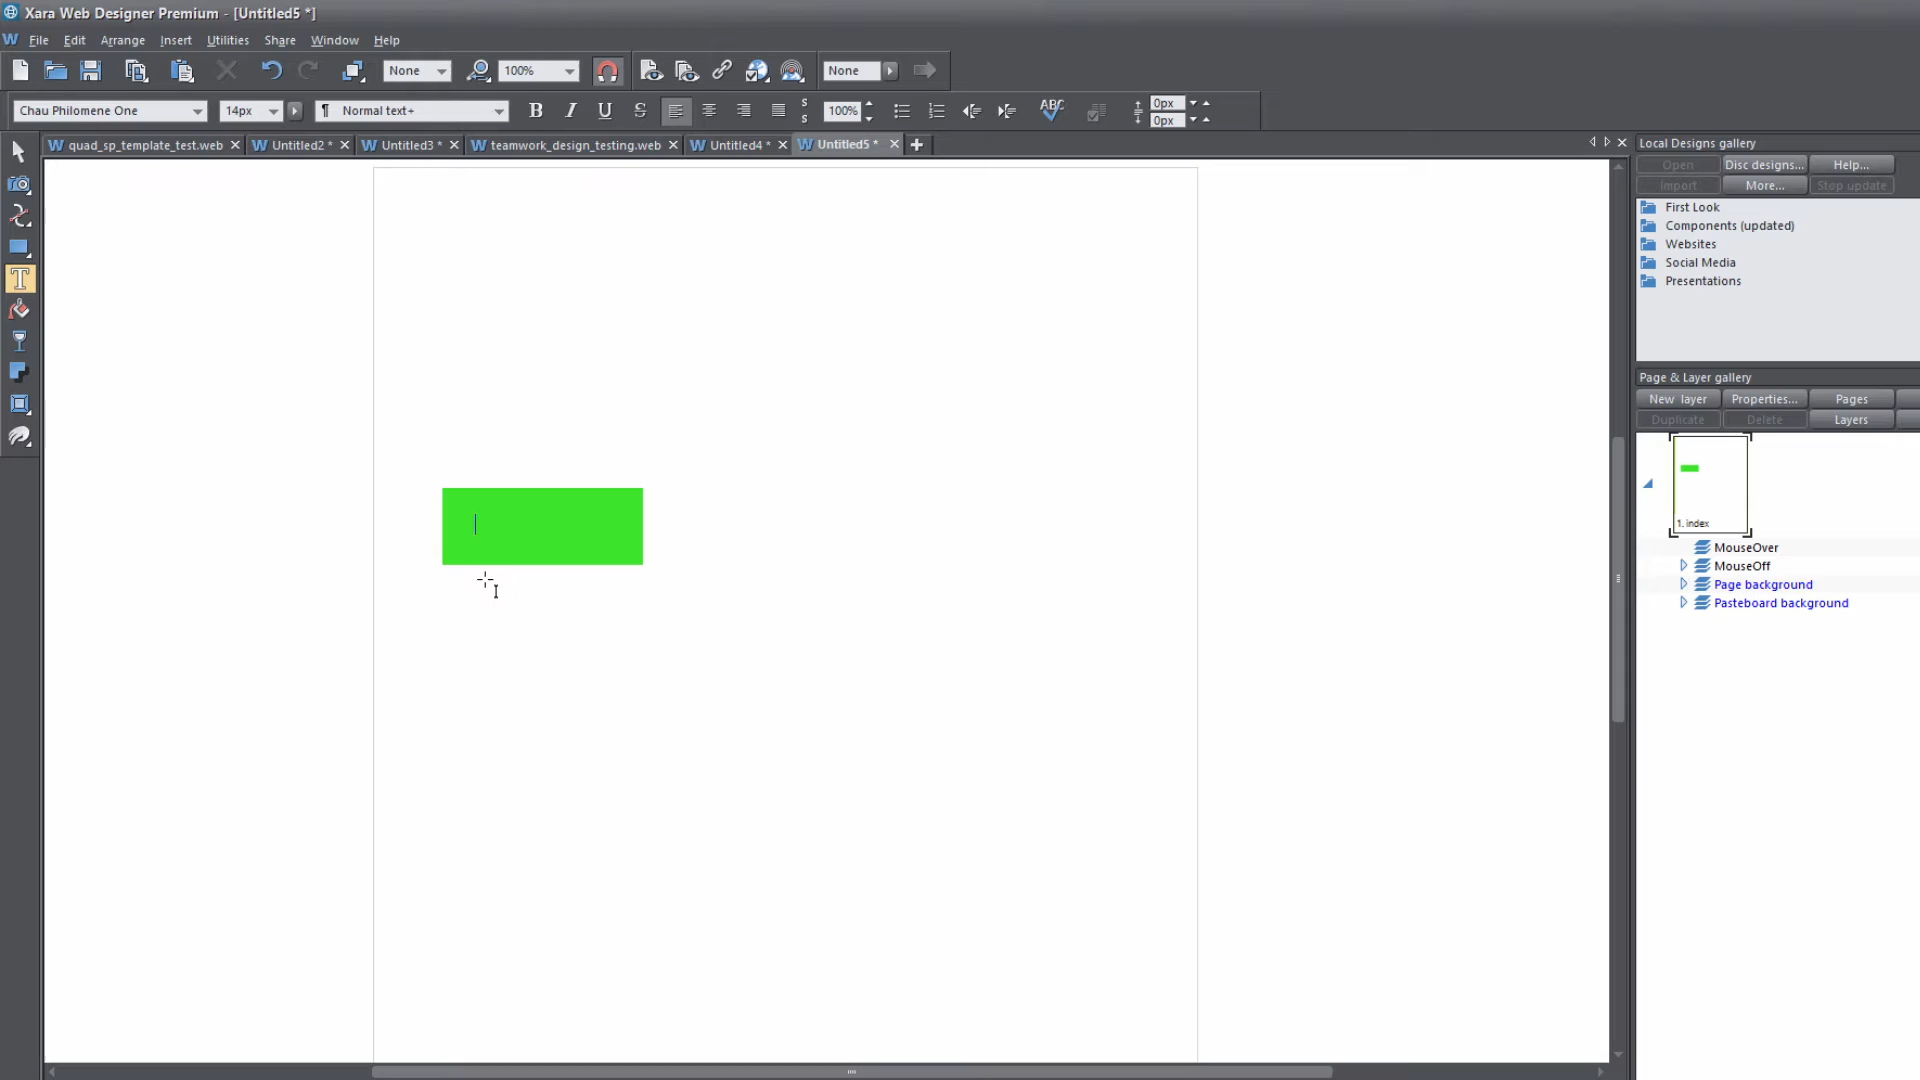 Xara Web Designer Premium - [Untitled5 *]
File Edit Arrange Insert Utilities Share Window Help
None 100% None
Chau Philomene One 14px ¶ Normal text+ B I U S S S 100% ABC 0px
0px
quad_sp_template_test.web Untitled2 * Untitled3 * teamwork_design_testing.web Untitled4 * Untitled5 *
Local Designs gallery
Open Disc designs... Help...
Import More... Stop update
First Look
Components (updated)
Websites
Social Media
Presentations
Page & Layer gallery
New layer Properties... Pages
Duplicate Delete Layers
1. index
MouseOver
MouseOff
Page background
Pasteboard background